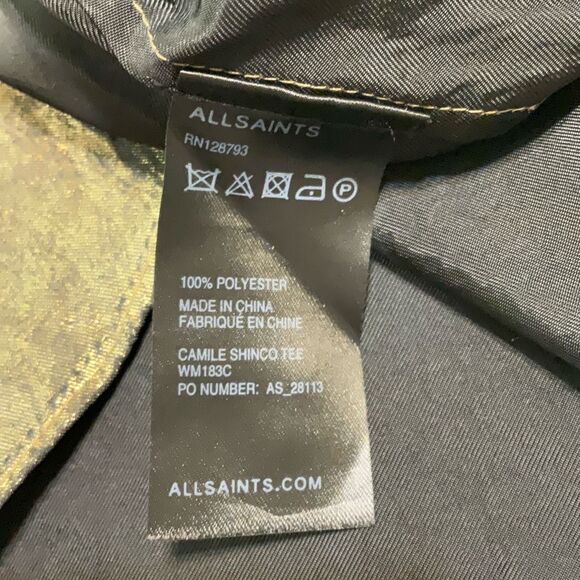 ALLSAINTS
RN128793
P
100% POLYESTER
MADE IN CHINA
FABRIQUÉ EN CHINE
CAMILE SHINCO TEE
WM183C
PO NUMBER: AS_28113
ALLSAINTS.COM